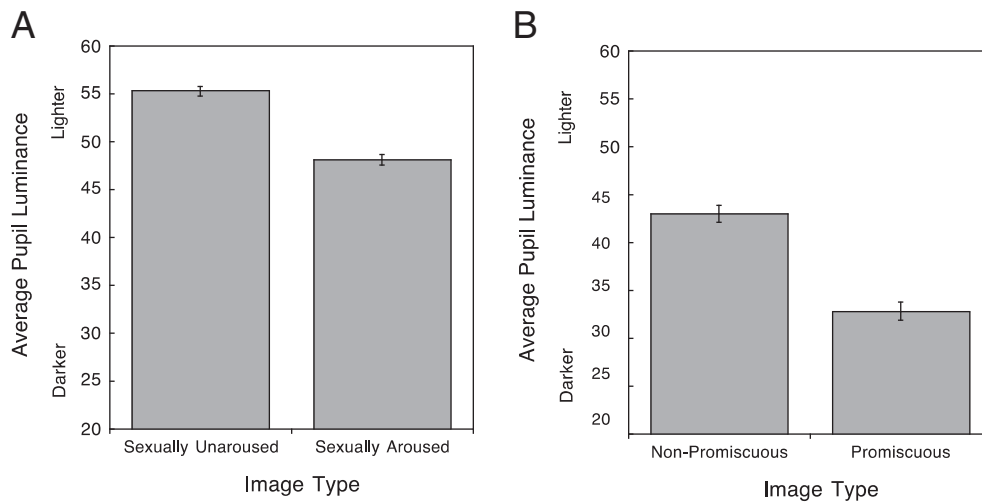 A
60
55
50
45
40
35
30
25
20
Lighter
Darker
Average Pupil Luminance
Sexually Unaroused
Sexually Aroused
Image Type
B
60
55
50
45
40
35
30
25
20
Lighter
Darker
Average Pupil Luminance
Non-Promiscuous
Promiscuous
Image Type